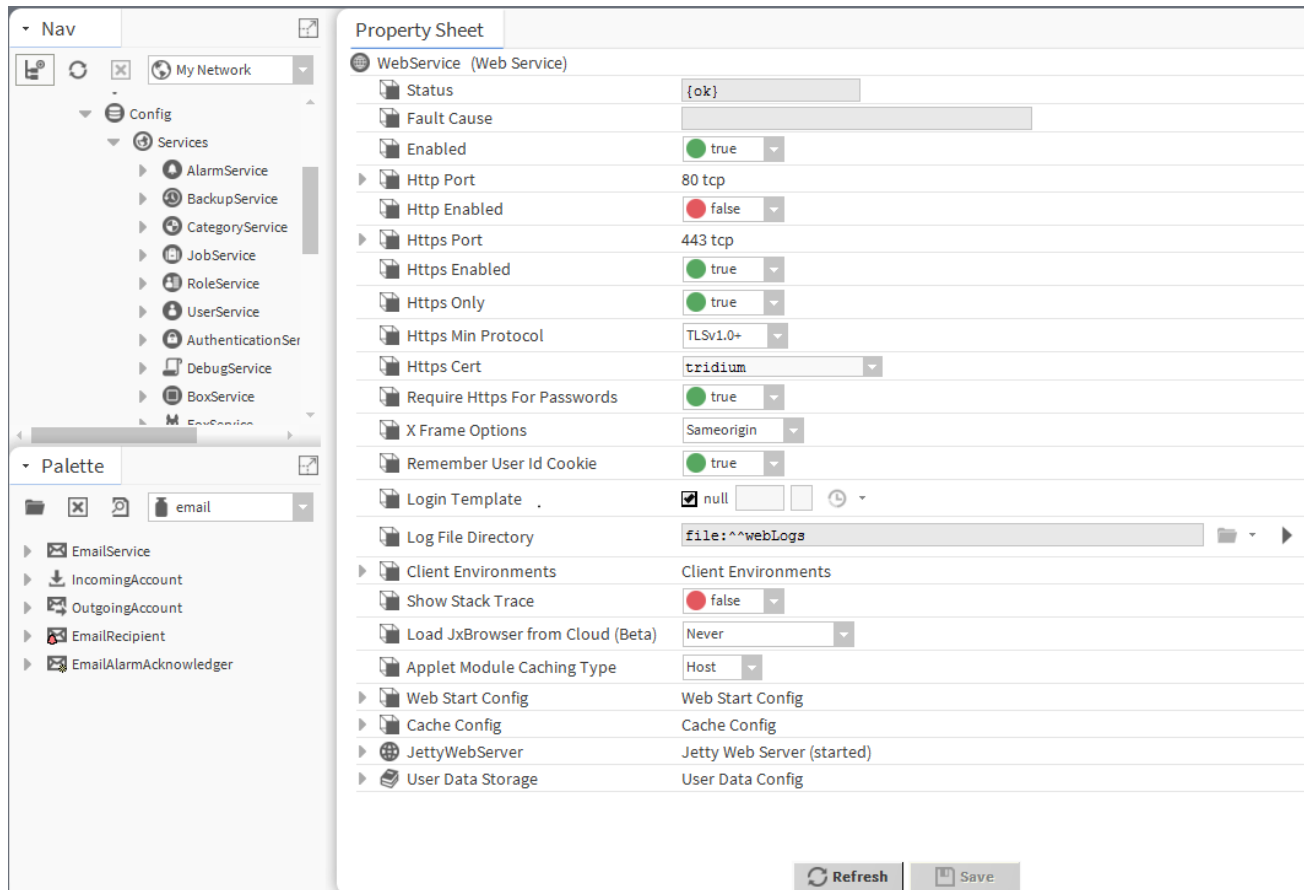 Nav
My Network
Config
Services
AlarmService
BackupService
CategoryService
JobService
RoleService
UserService
AuthenticationSer
DebugService
BoxService
FoxService
Palette
email
EmailService
IncomingAccount
OutgoingAccount
EmailRecipient
EmailAlarmAcknowledger
Property Sheet
WebService (Web Service)
Status {ok}
Fault Cause
Enabled true
Http Port 80 tcp
Http Enabled false
Https Port 443 tcp
Https Enabled true
Https Only true
Https Min Protocol TLSv1.0+
Https Cert tridium
Require Https For Passwords true
X Frame Options Sameorigin
Remember User Id Cookie true
Login Template . null
Log File Directory file:^^webLogs
Client Environments Client Environments
Show Stack Trace false
Load JxBrowser from Cloud (Beta) Never
Applet Module Caching Type Host
Web Start Config Web Start Config
Cache Config Cache Config
JettyWebServer Jetty Web Server (started)
User Data Storage User Data Config
Refresh Save